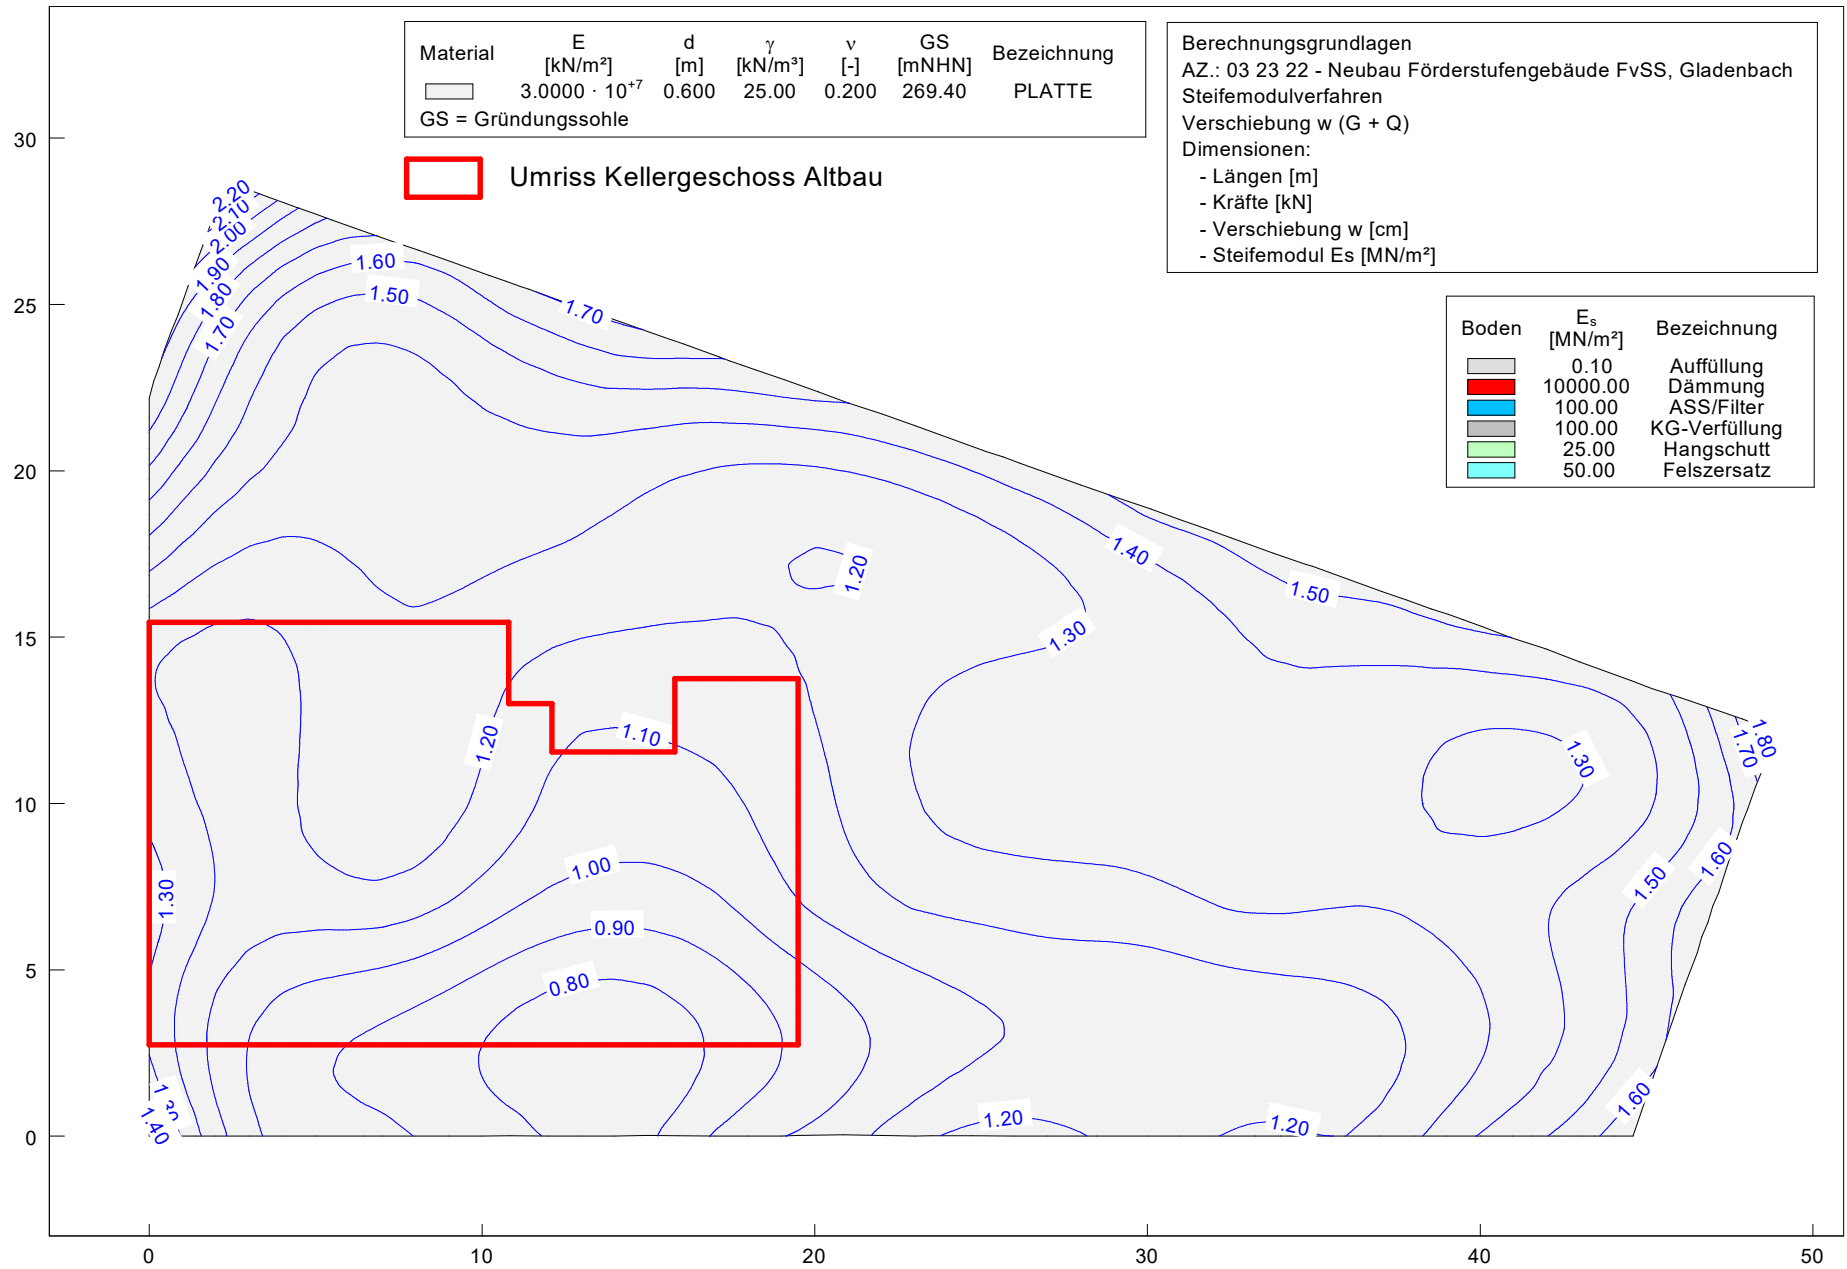 Material E d γ ν GS Bezeichnung
[kN/m²] [m] [kN/m³] [-] [mNHN]
3.0000 · 10⁺⁷ 0.600 25.00 0.200 269.40 PLATTE
GS = Gründungssohle
Umriss Kellergeschoss Altbau
Berechnungsgrundlagen
AZ.: 03 23 22 - Neubau Förderstufengebäude FvSS, Gladenbach
Steifemodulverfahren
Verschiebung w (G + Q)
Dimensionen:
- Längen [m]
- Kräfte [kN]
- Verschiebung w [cm]
- Steifemodul Es [MN/m²]
Boden Eₛ Bezeichnung
[MN/m²]
0.10 Auffüllung
10000.00 Dämmung
100.00 ASS/Filter
100.00 KG-Verfüllung
25.00 Hangschutt
50.00 Felszersatz
30
25
20
15
10
5
0
2.20
2.10
2.00
1.90
1.80
1.70
1.60
1.50
1.70
1.40
1.50
1.20
1.30
1.20
1.10
1.30
1.80
1.70
1.60
1.50
1.00
1.30
0.90
0.80
1.30
1.40
1.20
1.20
1.60
0 10 20 30 40 50